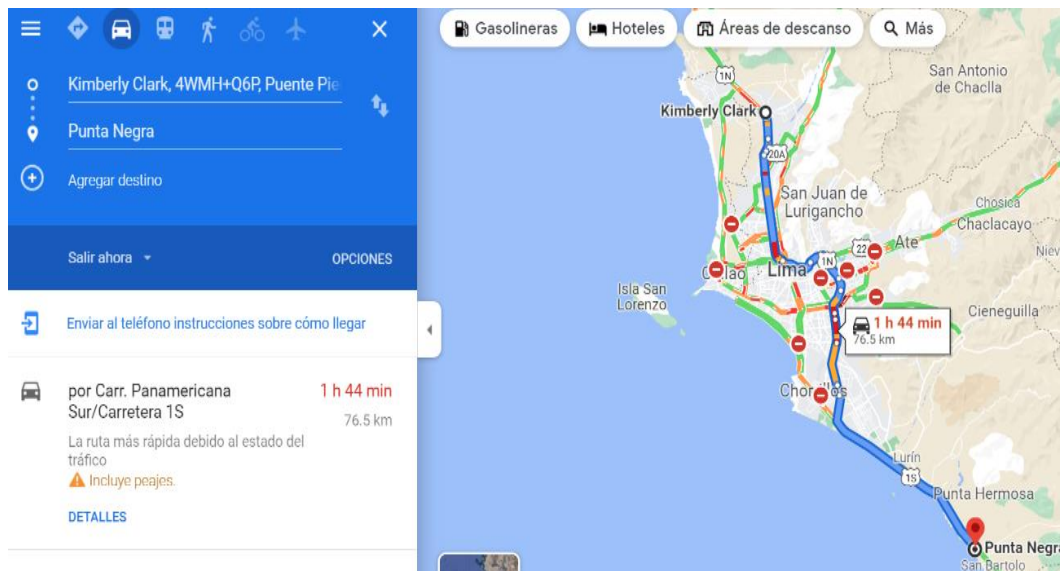 Kimberly Clark, 4WMH+Q6P, Puente Pie
Punta Negra
Agregar destino
Salir ahora
OPCIONES
Enviar al teléfono instrucciones sobre cómo llegar
por Carr. Panamericana
Sur/Carretera 1S
1 h 44 min
76.5 km
La ruta más rápida debido al estado del
tráfico
Incluye peajes.
DETALLES
Gasolineras
Hoteles
Áreas de descanso
Más
San Antonio
de Chaclla
1N
Kimberly Clark
20A
San Juan de
Lurigancho
Chosica
Chaclacayo
22
Ate
Niev
1N
Lima
Isla San
Lorenzo
Cieneguilla
1 h 44 min
76.5 km
Lurín
1S
Punta Hermosa
Punta Negra
San Bartolo